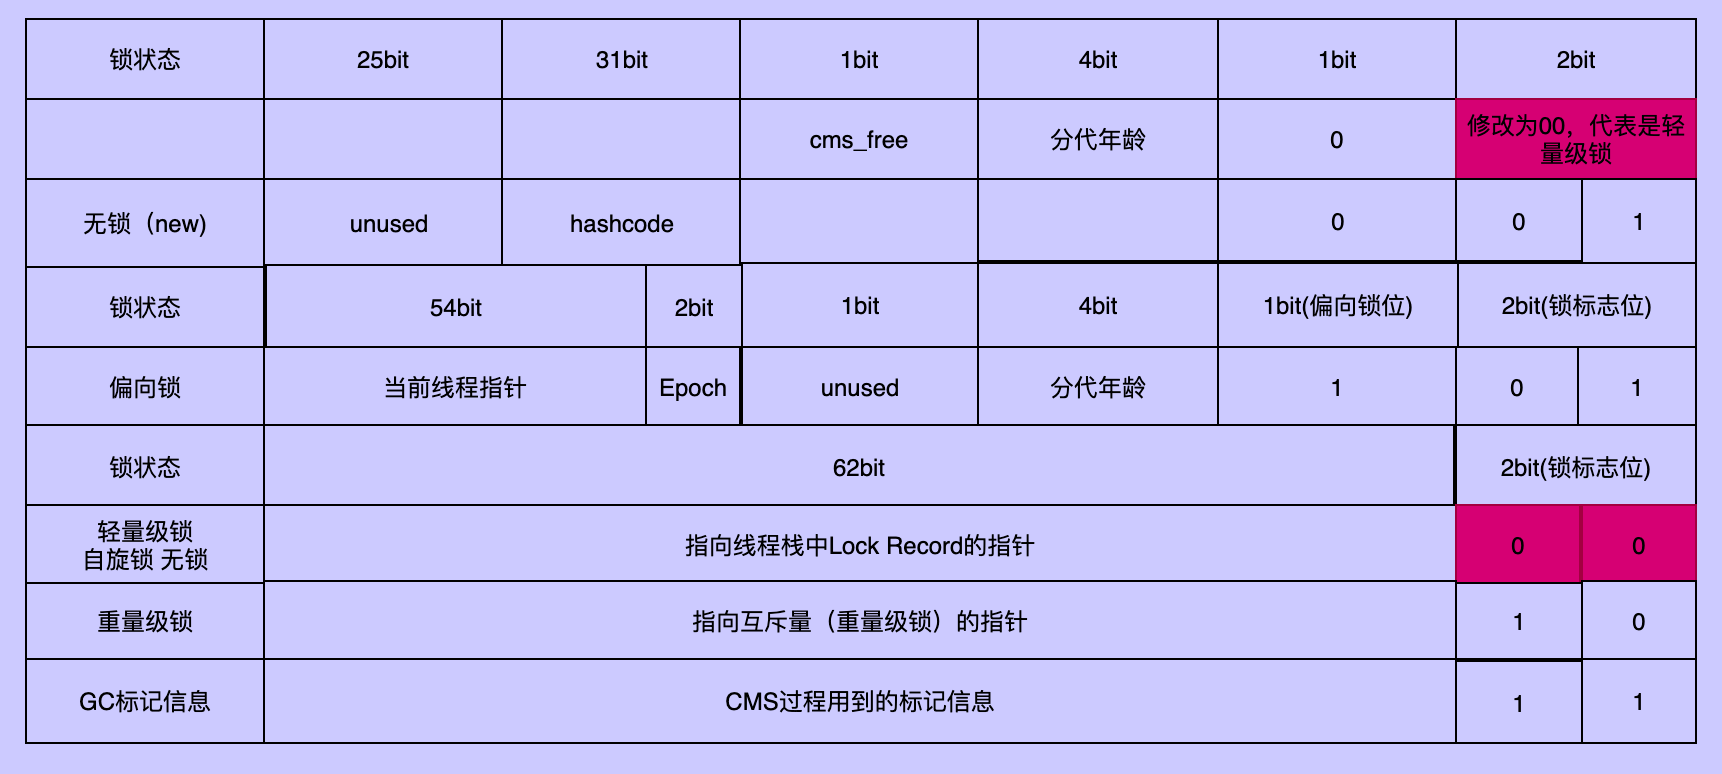 锁状态 25bit 31bit 1bit 4bit 1bit 2bit
cms_free 分代年龄 0 修改为00，代表是轻
量级锁
无锁（new) unused hashcode 0 0 1
锁状态 54bit 2bit 1bit 4bit 1bit(偏向锁位) 2bit(锁标志位)
偏向锁 当前线程指针 Epoch unused 分代年龄 1 0 1
锁状态 62bit 2bit(锁标志位)
轻量级锁
自旋锁 无锁 指向线程栈中Lock Record的指针 0 0
重量级锁 指向互斥量（重量级锁）的指针 1 0
GC标记信息 CMS过程用到的标记信息 1 1